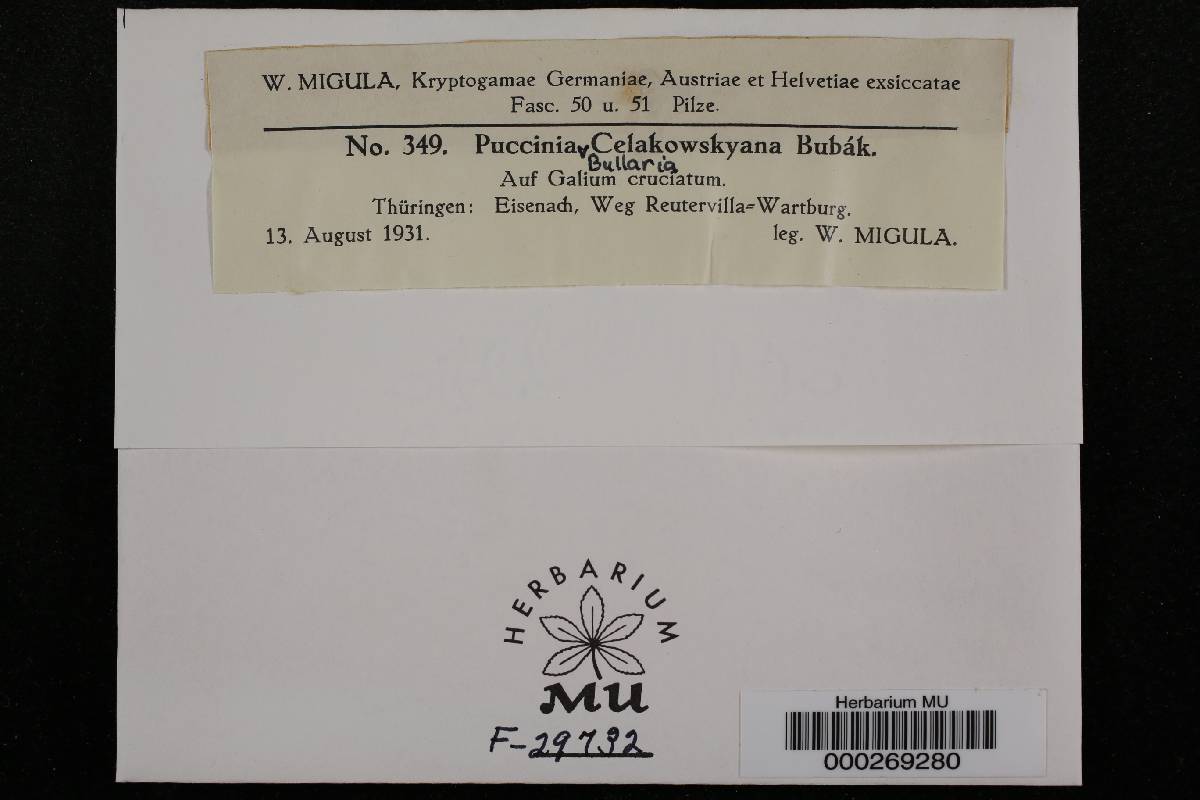 W. MIGULA, Kryptogamae Germaniae, Austriae et Helvetiae exsiccatae
Fasc. 50 u. 51 Pilze.
No. 349. Puccinia Celakowskyana Bubák.
Bullaria
Auf Galium cruciatum.
Thüringen: Eisenach, Weg Reutervilla=Wartburg.
13. August 1931. leg. W. MIGULA.
HERBARIUM
MU
F-29792
Herbarium MU
000269280